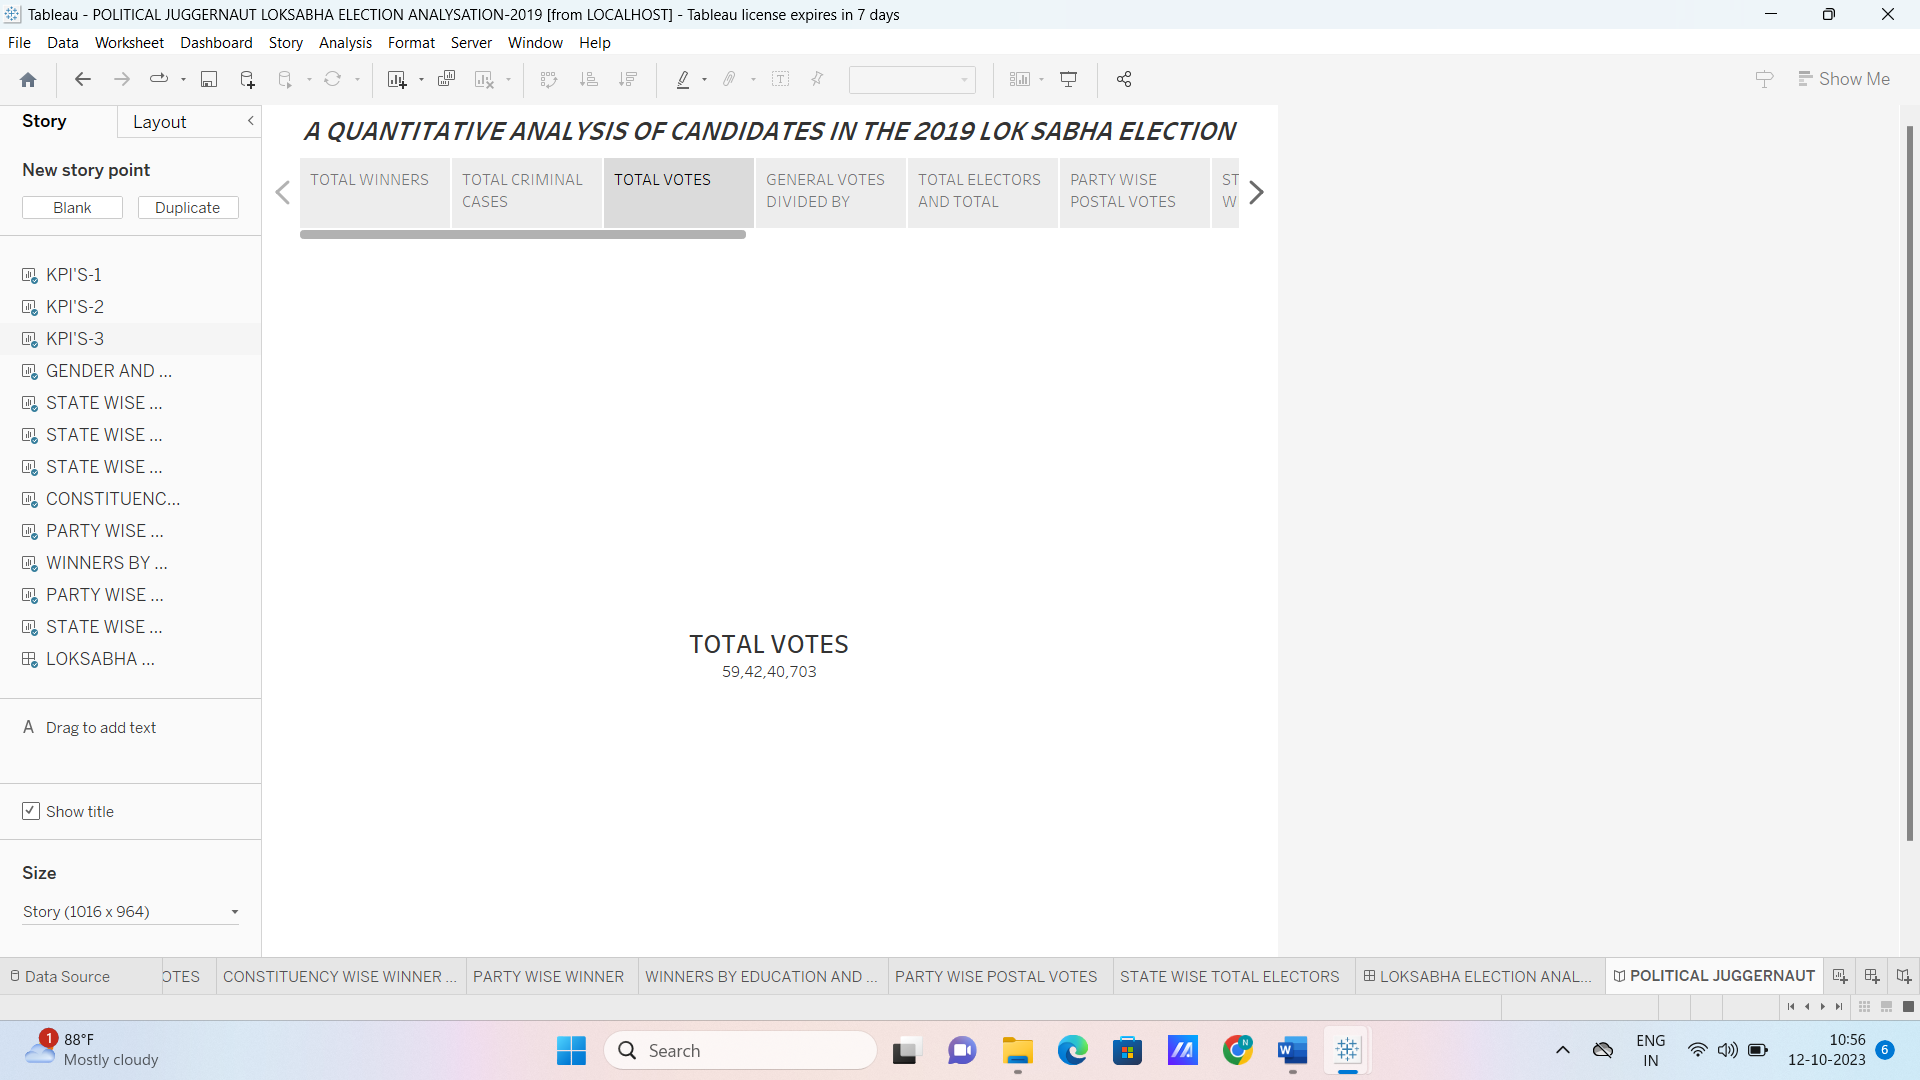 Tableau - POLITICAL JUGGERNAUT LOKSABHA ELECTION ANALYSATION-2019 [from LOCALHOST] - Tableau license expires in 7 days
File Data Worksheet Dashboard Story Analysis Format Server Window Help
Show Me
Story Layout
New story point
Blank Duplicate
KPI'S-1
KPI'S-2
KPI'S-3
GENDER AND ...
STATE WISE ...
STATE WISE ...
STATE WISE ...
CONSTITUENC...
PARTY WISE ...
WINNERS BY ...
PARTY WISE ...
STATE WISE ...
LOKSABHA ...
A Drag to add text
Show title
Size
Story (1016 x 964)
A QUANTITATIVE ANALYSIS OF CANDIDATES IN THE 2019 LOK SABHA ELECTION
TOTAL WINNERS
TOTAL CRIMINAL
CASES
TOTAL VOTES
GENERAL VOTES
DIVIDED BY
TOTAL ELECTORS
AND TOTAL
PARTY WISE
POSTAL VOTES
ST
W
TOTAL VOTES
59,42,40,703
Data Source OTES CONSTITUENCY WISE WINNER ... PARTY WISE WINNER WINNERS BY EDUCATION AND ... PARTY WISE POSTAL VOTES STATE WISE TOTAL ELECTORS LOKSABHA ELECTION ANAL... POLITICAL JUGGERNAUT
1
88°F
Mostly cloudy
Search
N
W
ENG
IN
10:56
12-10-2023
6